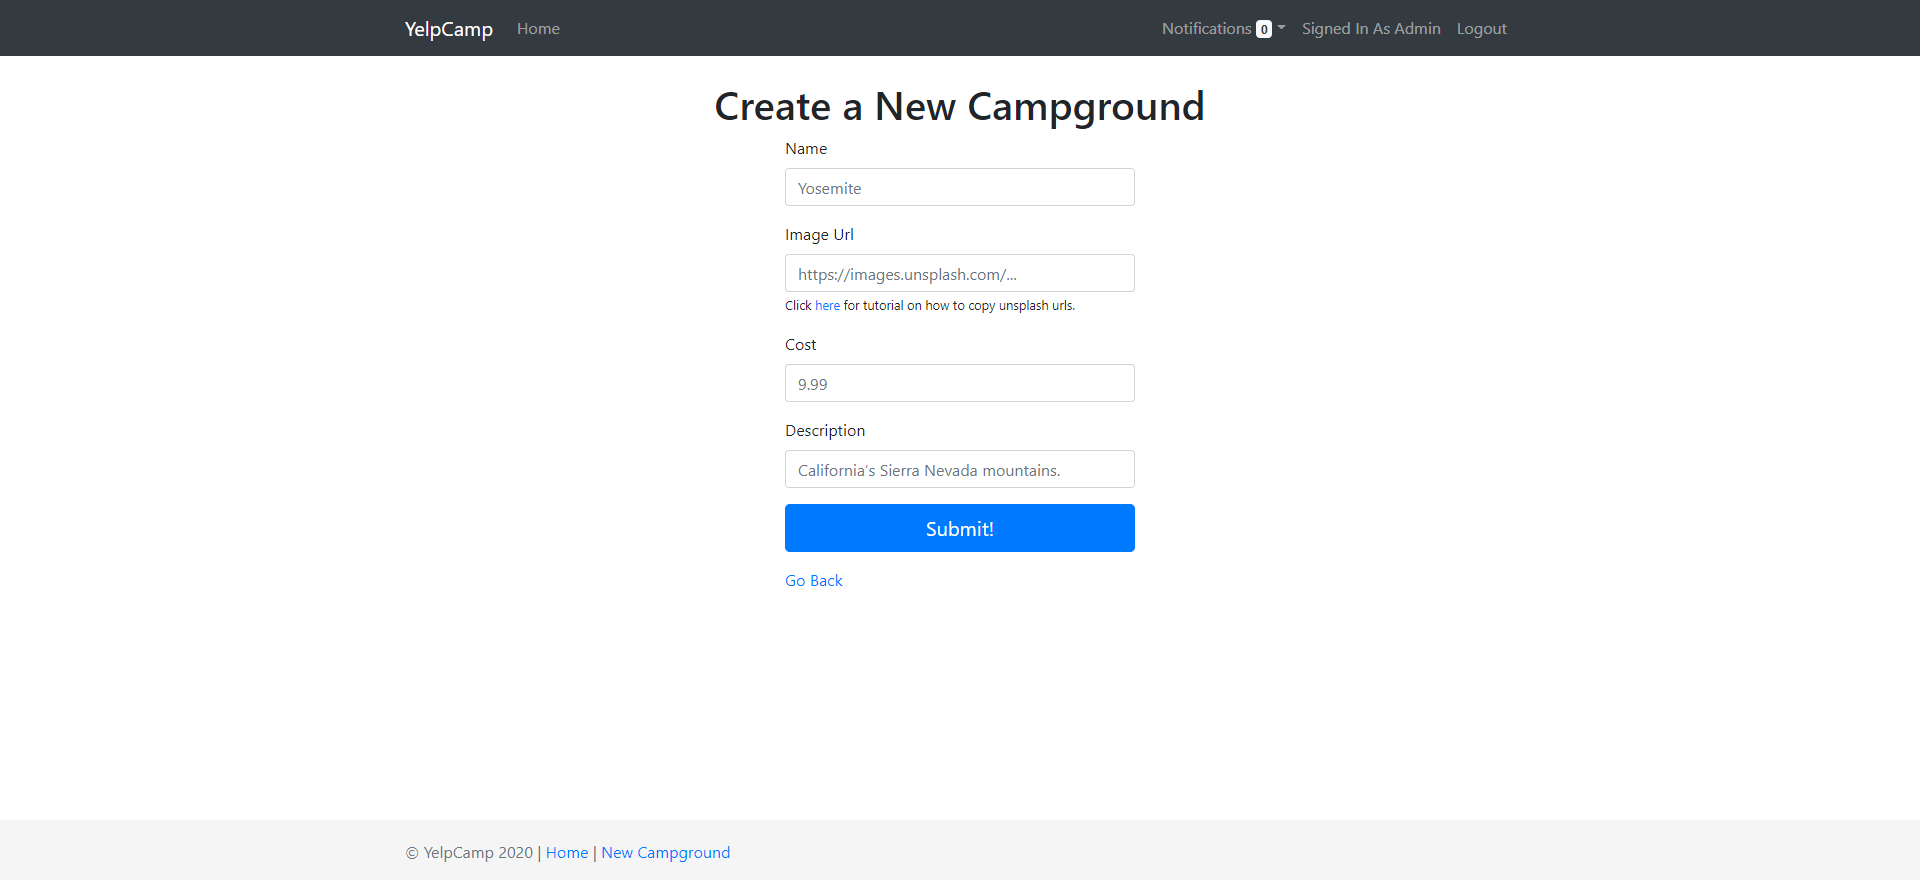 YelpCamp Home Notifications 0 Signed In As Admin Logout
Create a New Campground
Name
Yosemite
Image Url
https://images.unsplash.com/...
Click here for tutorial on how to copy unsplash urls.
Cost
9.99
Description
California's Sierra Nevada mountains.
Submit!
Go Back
© YelpCamp 2020 | Home | New Campground